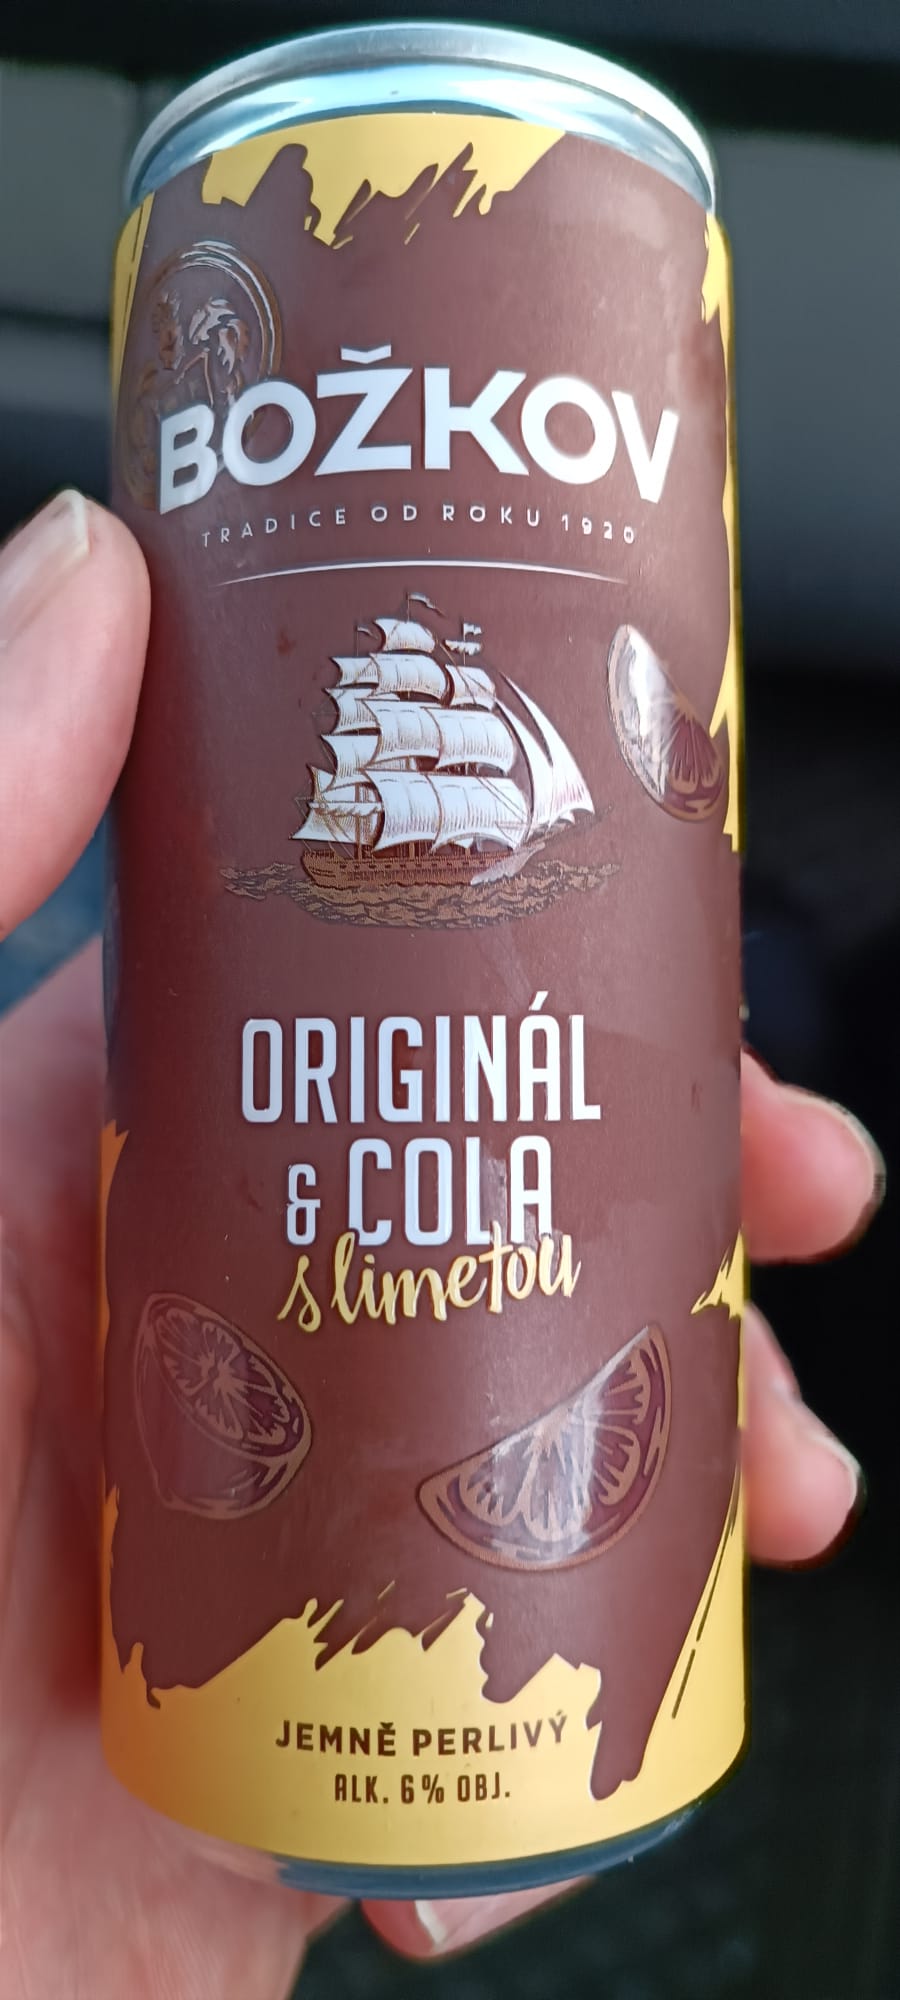 BOŽKOV
TRADICE OD ROKU 1920
ORIGINÁL
& COLA
s limetou
JEMNĚ PERLIVÝ
ALK. 6% OBJ.